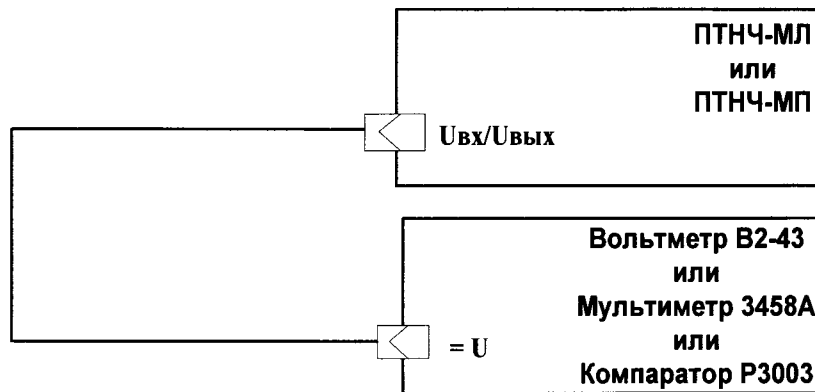 ПТНЧ-МЛ
или
ПТНЧ-МП
Uвх/Uвых
Вольтметр В2-43
или
Мультиметр 3458А
= U
или
Компаратор Р3003